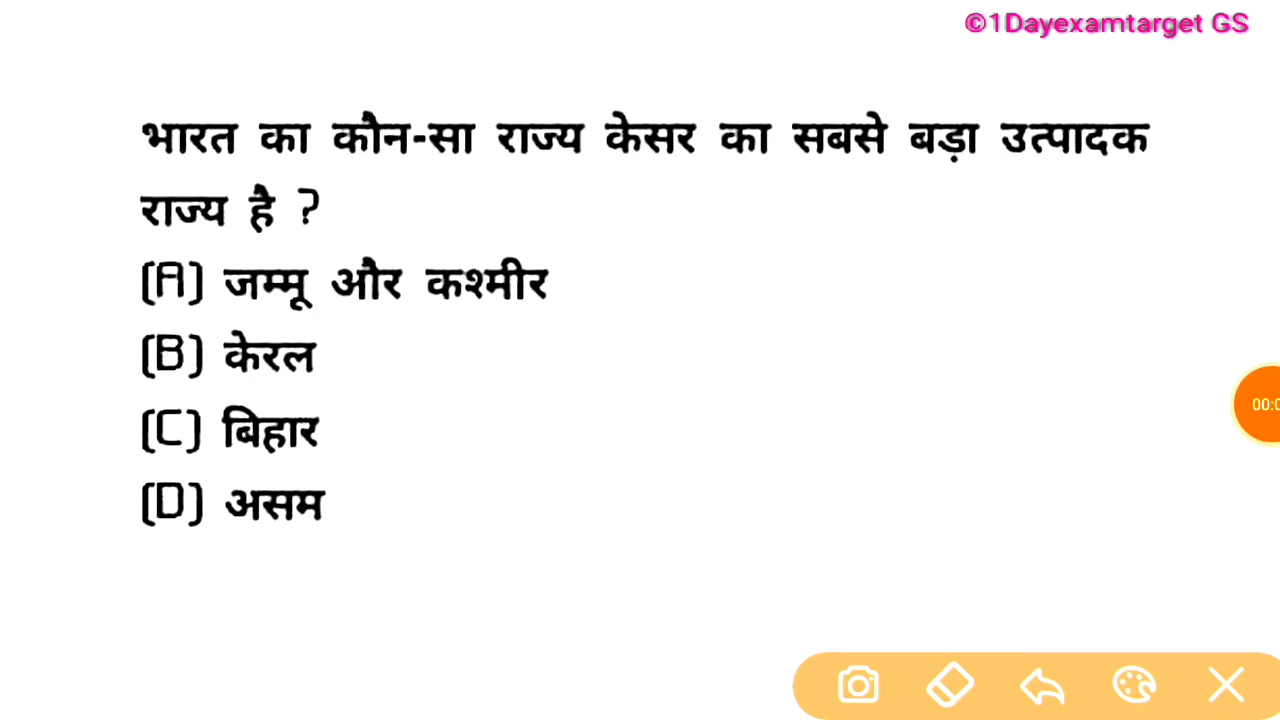 ©1Dayexamtarget GS
भारत का कौन-सा राज्य केसर का सबसे बड़ा उत्पादक
राज्य है ?
(A) जम्मू और कश्मीर
(B) केरल
(C) बिहार
(D) असम